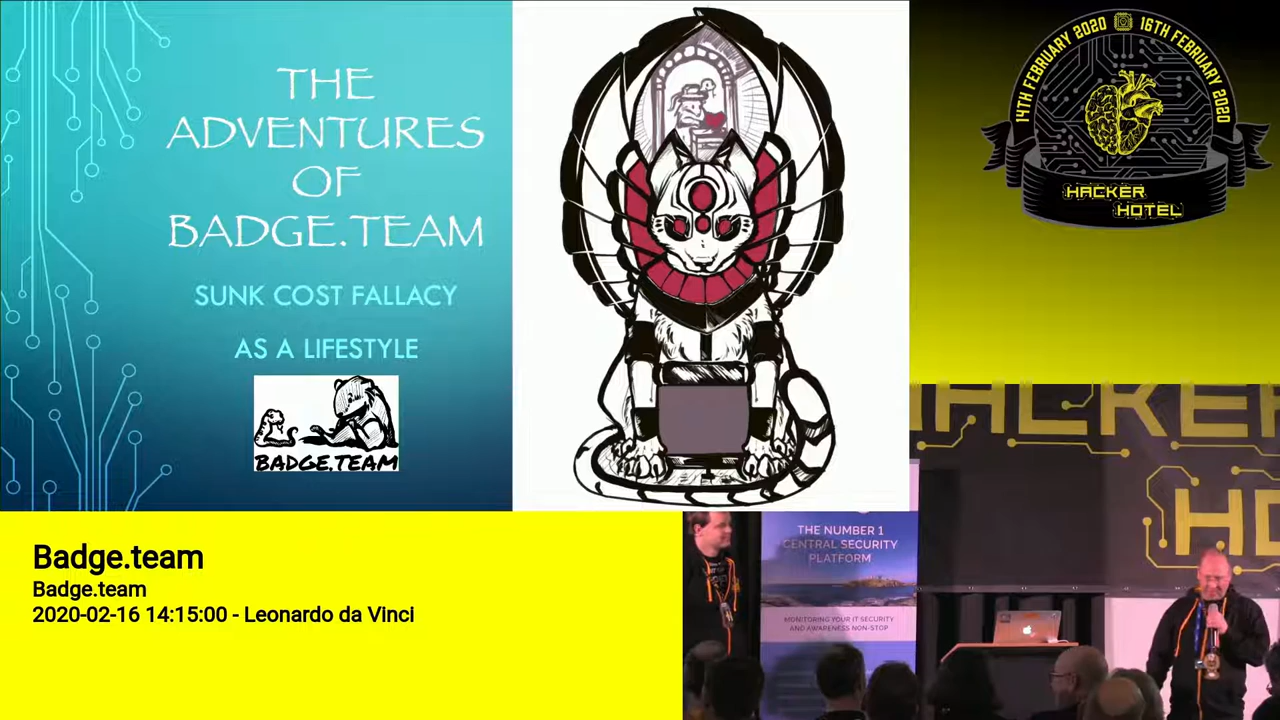 THE
ADVENTURES
OF
BADGE.TEAM
SUNK COST FALLACY
AS A LIFESTYLE
BADGE.TEAM
14TH FEBRUARY 2020 16TH FEBRUARY 2020
HACKER
HOTEL
Badge.team
Badge.team
2020-02-16 14:15:00 - Leonardo da Vinci
THE NUMBER 1
CENTRAL SECURITY
PLATFORM
MONITORING YOUR IT SECURITY
AND AWARENESS NON-STOP
HACKER
HO